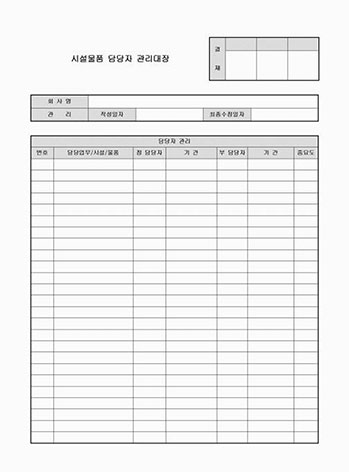 시설물품 담당자 관리대장
결
재
회 사 명
관 리 작성일자 최종수정일자
담당자 관리
번호 담당업무/시설/물품 정 담당자 기 간 부 담당자 기 간 중요도